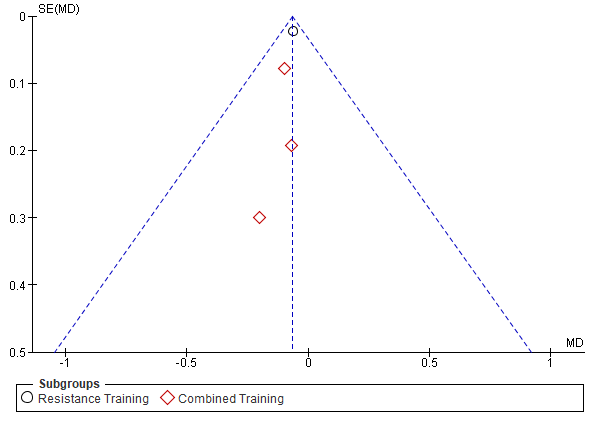 SE(MD)
0
0.1
0.2
0.3
0.4
0.5
-1
-0.5
0
0.5
1
MD
Subgroups
Resistance Training
Combined Training